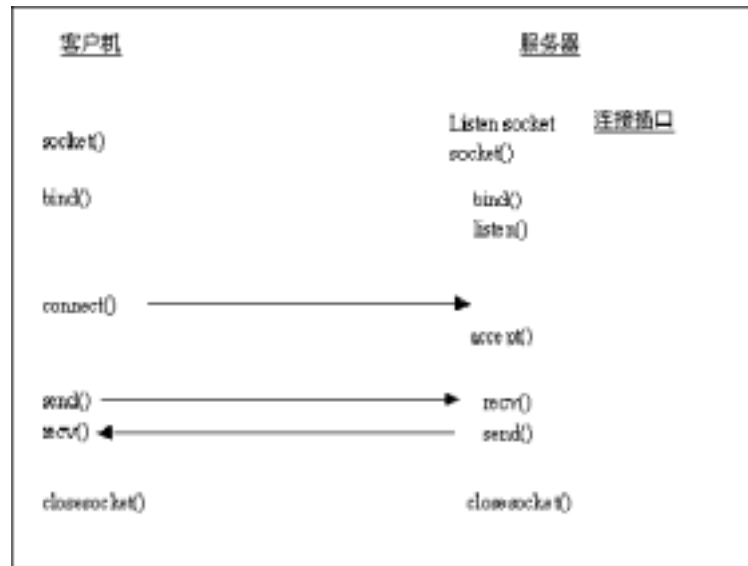 客户机 服务器
Listen socket 连接插口
socket() socket()
bind() bind()
listen()
connect()
accept()
send() recv()
recv() send()
closesocket() closesocket()